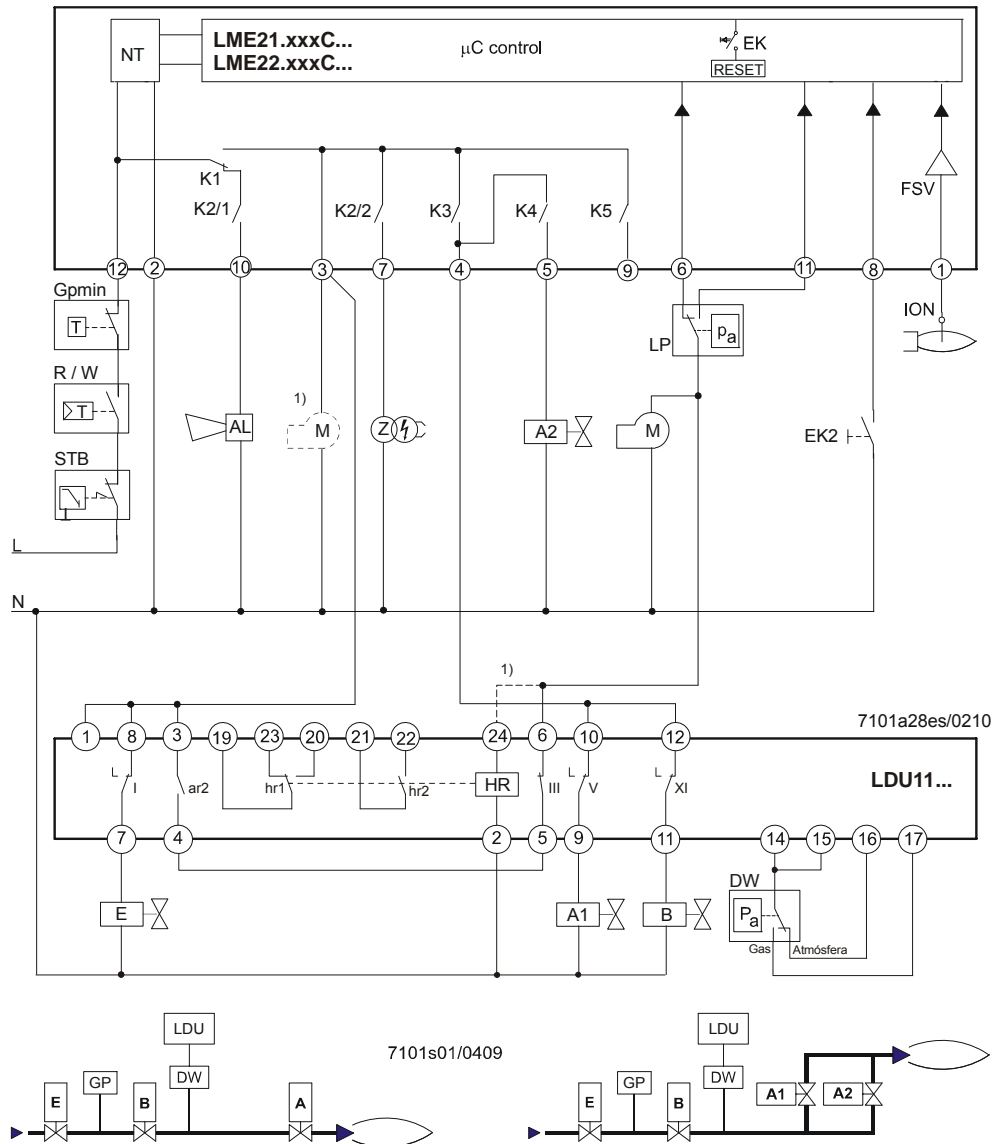 NT
LME21.xxxC...
LME22.xxxC...
μC control
EK
RESET
FSV
K1
K2/1
K2/2
K3
K4
K5
12 2 10 3 7 4 5 9 6 11 8 1
Gpmin
T
R / W
T
STB
L
AL
1)
M
Z
A2
LP
pa
M
ION
EK2
N
1)
7101a28es/0210
1 8 3 19 23 20 21 22 24 6 10 12
L I
ar2
hr1
hr2
HR
III
L V
L XI
LDU11...
7 4 2 5 9 11 14 15 16 17
E
A1
B
DW
Pa
Gas
Atmósfera
LDU
7101s01/0409
E
GP
B
DW
A
LDU
E
GP
B
DW
A1
A2